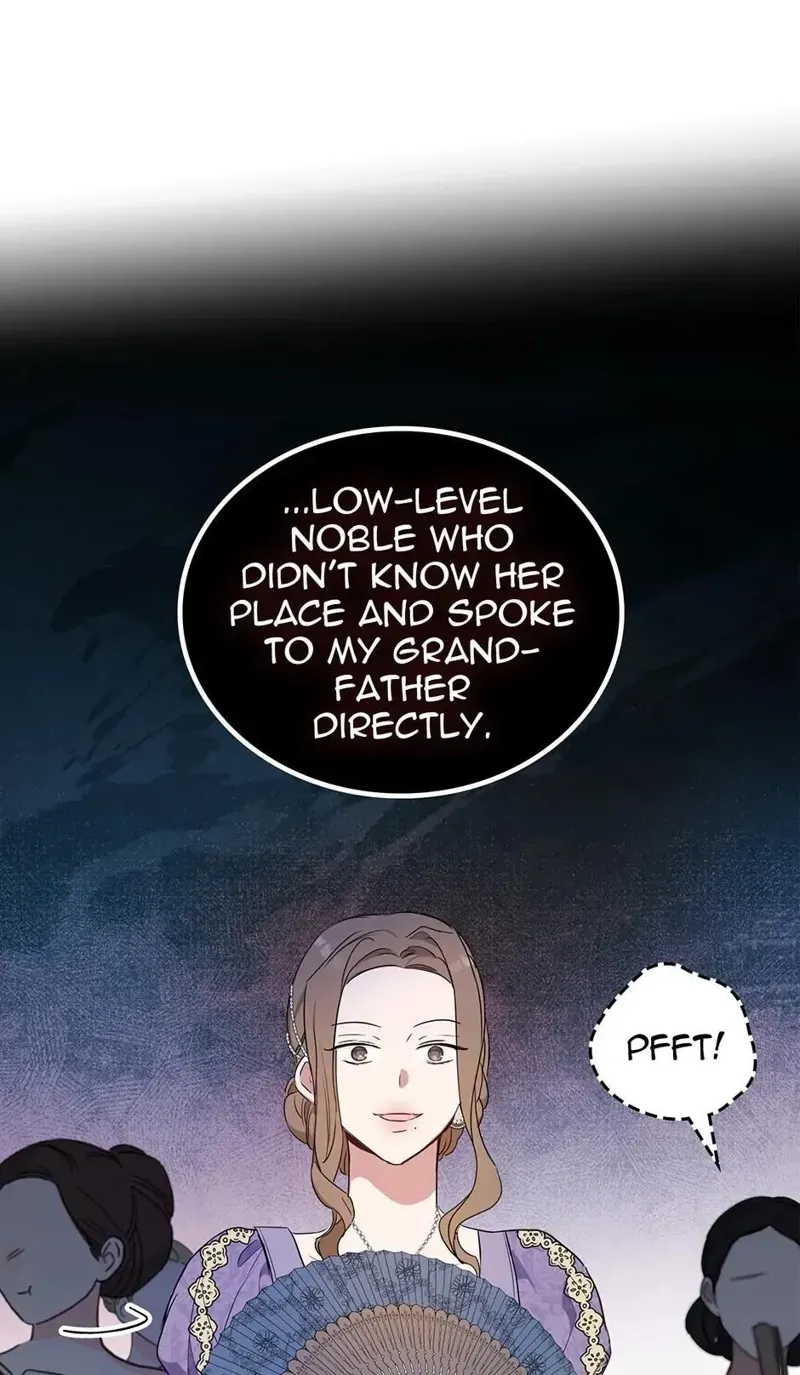 ...LOW-LEVEL
NOBLE WHO
DIDN'T KNOW HER
PLACE AND SPOKE
TO MY GRAND-
FATHER
DIRECTLY.
PFFT!